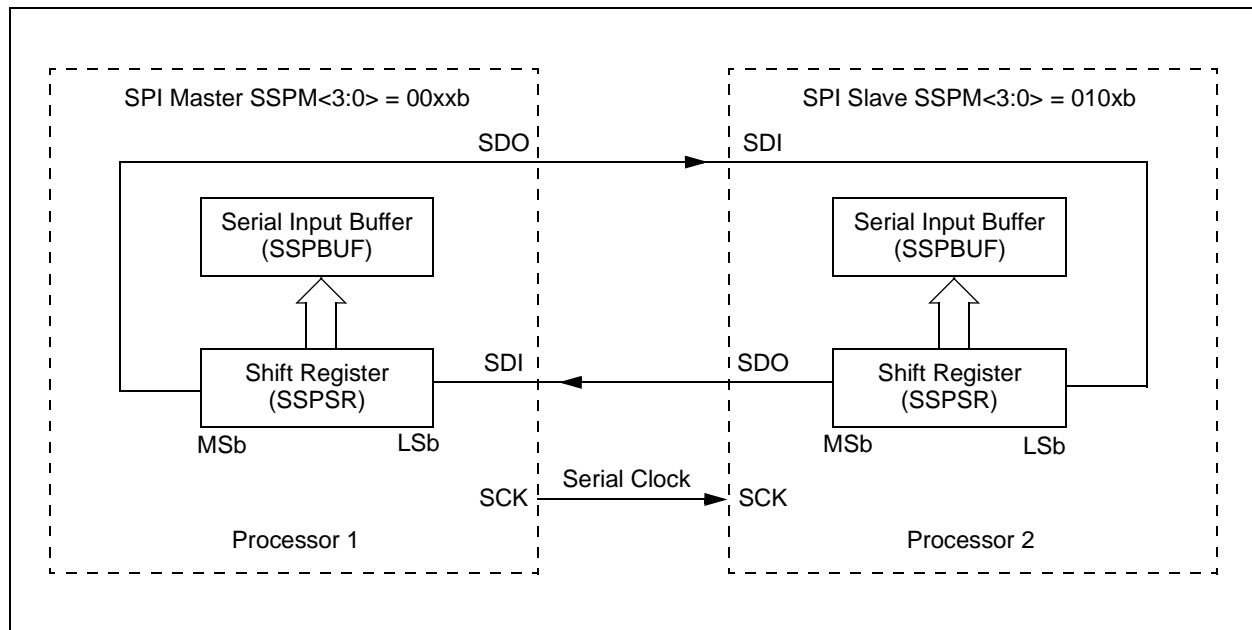 SPI Master SSPM<3:0> = 00xxb
SDO
Serial Input Buffer
(SSPBUF)
Shift Register
(SSPSR)
MSb
LSb
SDI
SCK
Processor 1
Serial Clock
SPI Slave SSPM<3:0> = 010xb
SDI
Serial Input Buffer
(SSPBUF)
SDO
Shift Register
(SSPSR)
MSb
LSb
SCK
Processor 2